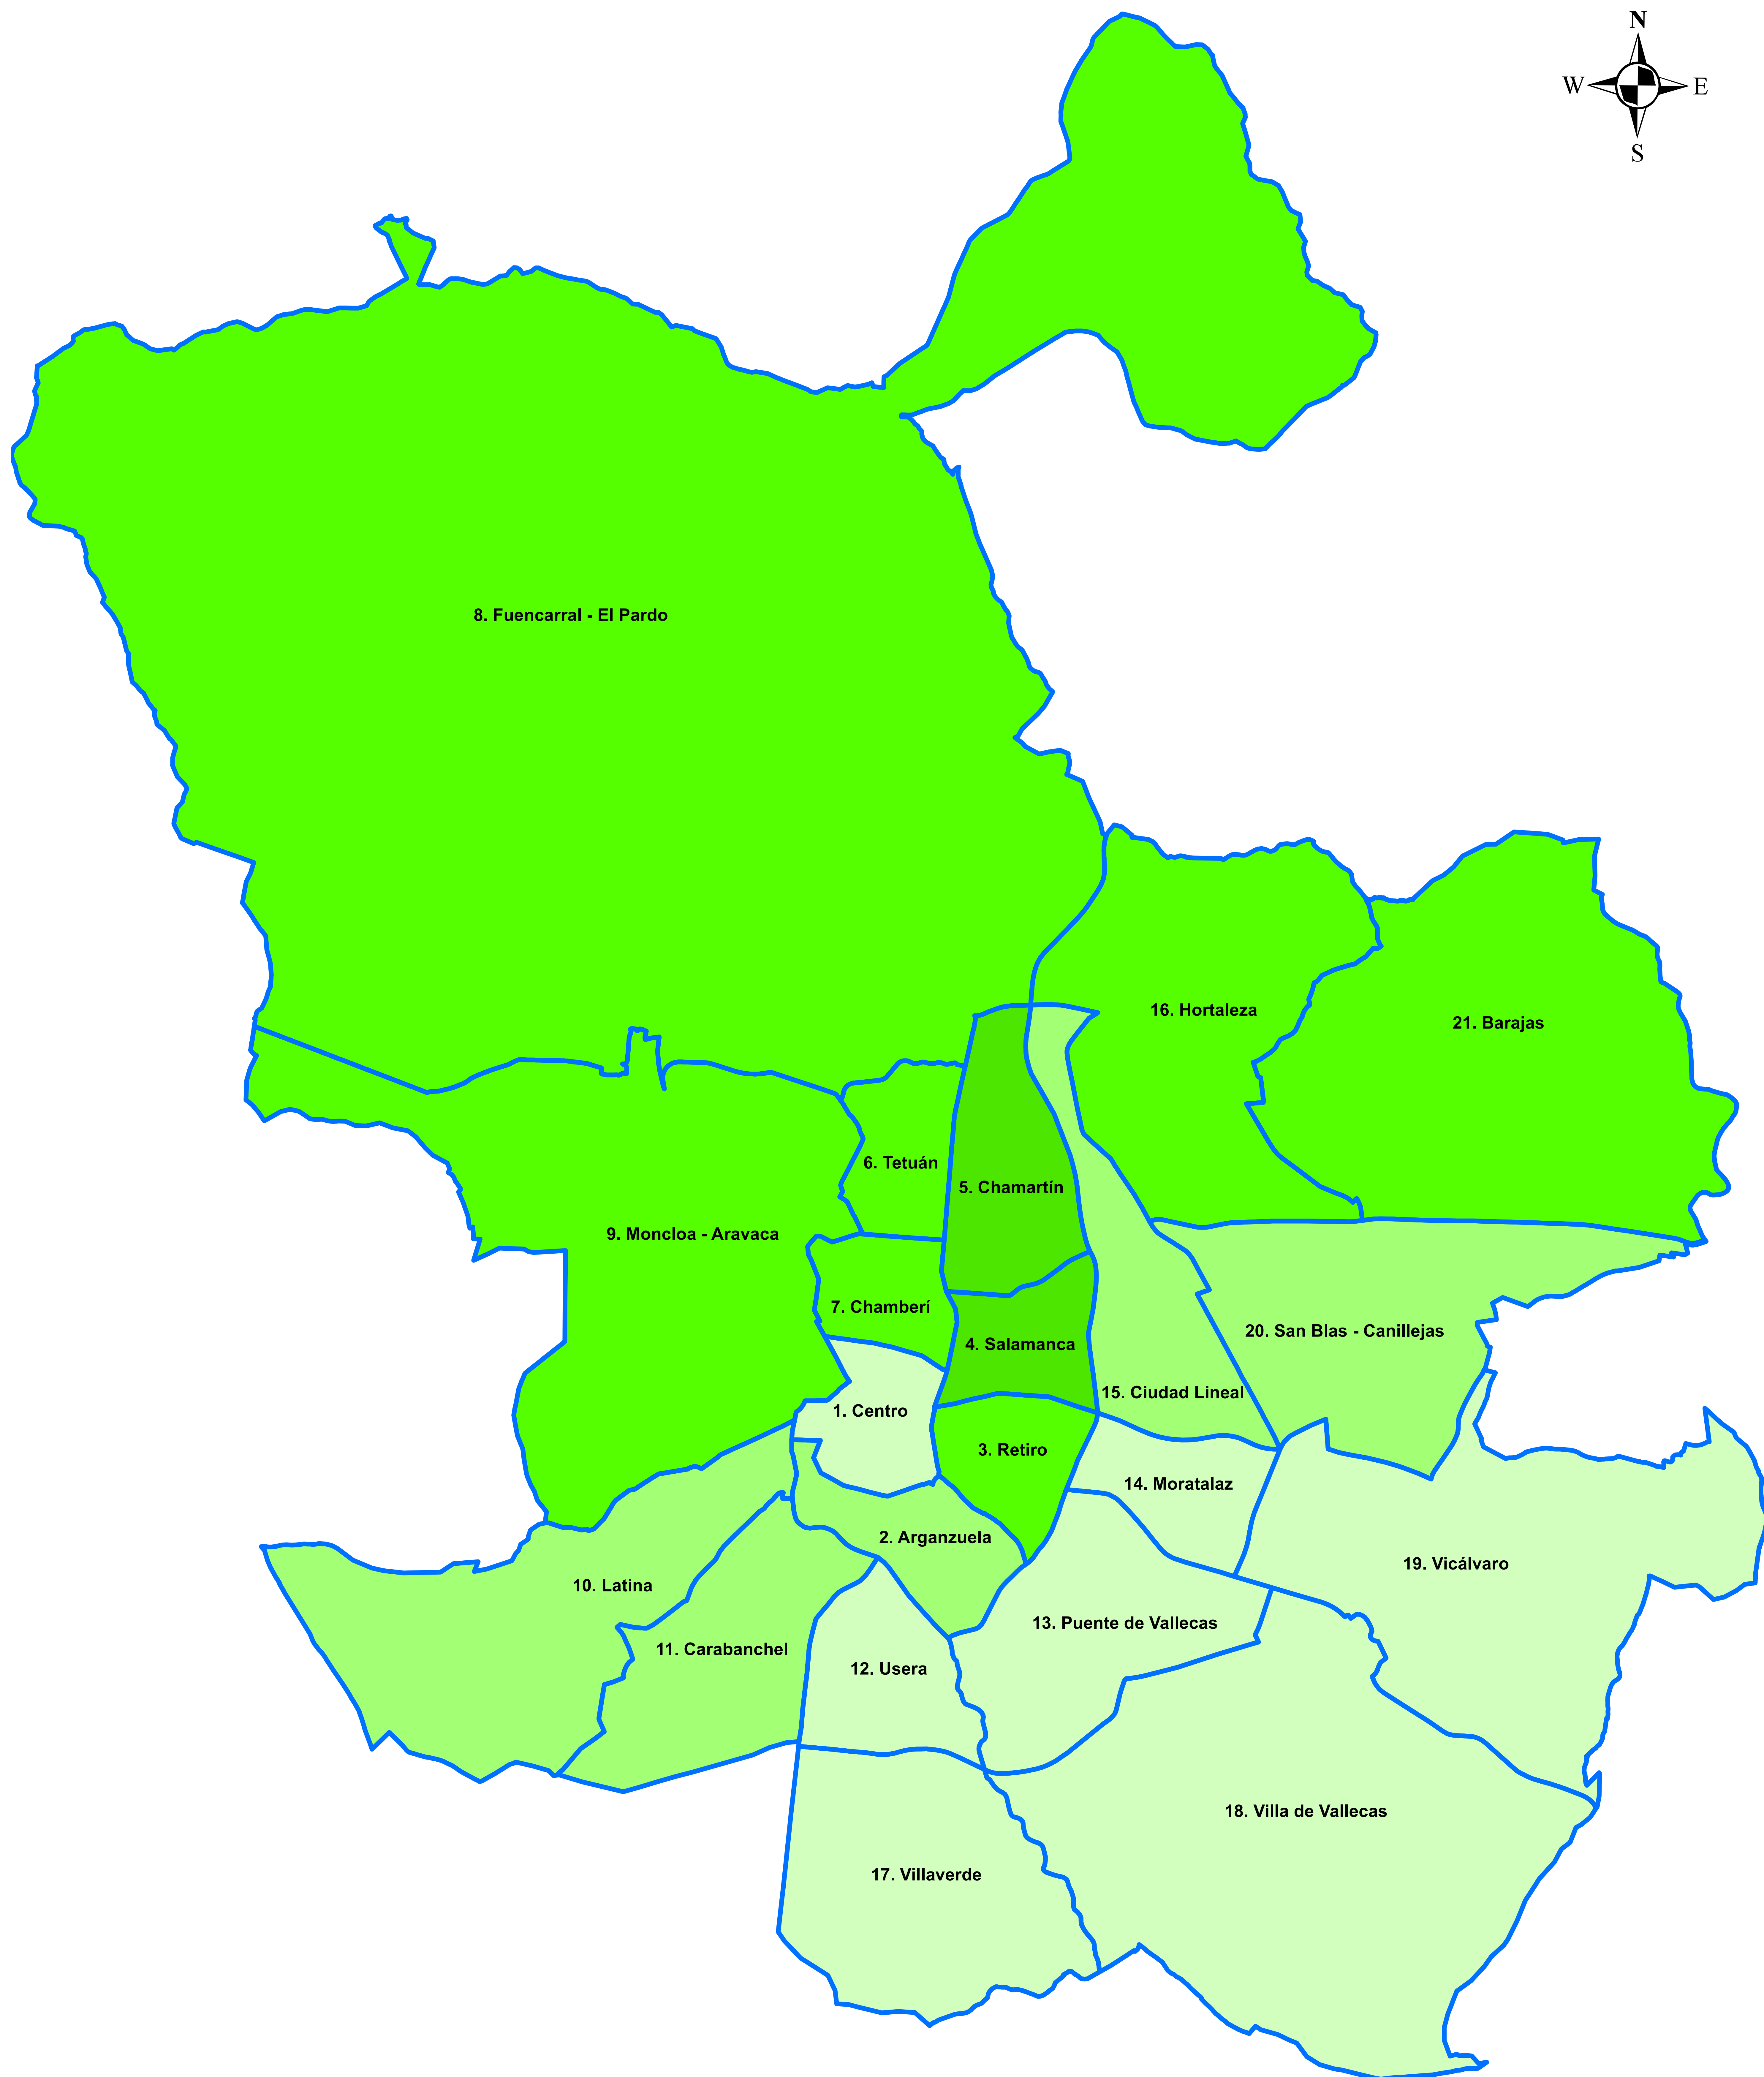 N
W
E
S
8. Fuencarral - El Pardo
16. Hortaleza
21. Barajas
6. Tetuán
5. Chamartín
9. Moncloa - Aravaca
7. Chamberí
20. San Blas - Canillejas
4. Salamanca
15. Ciudad Lineal
1. Centro
3. Retiro
14. Moratalaz
2. Arganzuela
19. Vicálvaro
10. Latina
13. Puente de Vallecas
11. Carabanchel
12. Usera
18. Villa de Vallecas
17. Villaverde